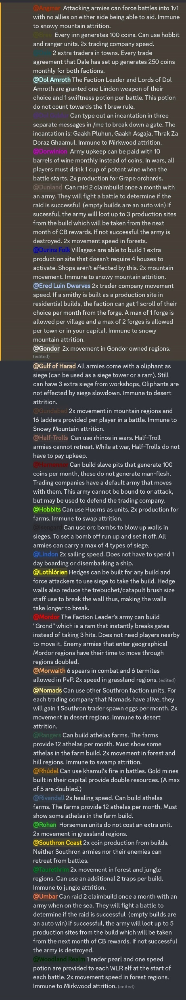 @Angmar Attacking armies can force battles into 1v1
with no allies on either side being able to aid. Immune
to snowy mountain attrition.
@Bree Every inn generates 100 coins. Can use hobbit
and ranger units. 2x trading company speed.
@Dale 2 extra traders in towns. Every trade
agreement that Dale has set up generates 250 coins
monthly for both factions.
@Dol Amroth The Faction Leader and Lords of Dol
Amroth are granted one Lindon weapon of their
choice and 1 swiftness potion per battle. This potion
do not count towards the 1 brew rule.
@Dol Guldur Can type out an incantation in three
separate messages in /me to break down a gate. The
incantation is: Gaakh Pluhun, Gaakh Asgaja, Thrak Za
Doraz Ghaamul. Immune to Mirkwood attrition.
@Dorwinion Army upkeep can be paid with 10
barrels of wine monthly instead of coins. In wars, all
players must drink 1 cup of potent wine when the
battle starts. 2x production for Grape orchards.
@Dunland Can raid 2 claimbuild once a month with
an army. They will fight a battle to determine if the
raid is successful (empty builds are an auto win) if
sucessful, the army will loot up to 3 production sites
from the build which will be taken from the next
month of CB rewards. If not successful the army is
destroyed. 2x movement speed in forests.
@Durins Folk Villages+ are able to build 1 extra
production site that doesn't require 4 houses to
activate. Shops aren't effected by this. 2x mountain
movement. Immune to snowy mountain attrition.
@Ered Luin Dwarves 2x trader company movement
speed. If a smithy is built as a production site in
residential builds, the faction can get 1 scroll of their
choice per month from the forge. A max of 1 forge is
allowed per village and a max of 2 forges is allowed
per town or in your capital. Immune to snowy
mountain attrition.
@Gondor 2x movement in Gondor owned regions.
(edited)
@Gulf of Harad All armies come with a oliphant as
siege (can be used as a siege tower or a ram). Still
can have 3 extra siege from workshops, Oliphants are
not effected by siege slowdown. Immune to desert
attrition.
@Gundabad 2x movement in mountain regions and
16 ladders provided per player in a battle. Immune to
Snowy Mountain attrition.
@Half-Trolls Can use rhinos in wars. Half-Troll
armies cannot retreat. While at war, Half-Trolls do not
have to pay upkeep.
@Harnennor Can build slave pits that generate 100
coins per month, these do not generate man-flesh.
Trading companies have a default army that moves
with them. This army cannot be bound to or attack,
but may be used to defend the trading company.
@Hobbits Can use Huorns as units. 2x production for
farms. Immune to swap attrition.
@Isengard Can use orc bombs to blow up walls in
sieges. To set a bomb off run up and set it off. All
armies can carry a max of 4 types of siege.
@Lindon 2x sailing speed. Does not have to spend 1
day boarding or disembarking a ship.
@Lothlórien Hedges can be built for any build and
force attackers to use siege to take the build. Hedge
walls also reduce the trebuchet/catapult brush size
staff use to break the wall thus, making the walls
take longer to break.
@Mordor The Faction Leader's army can build
"Grond" which is a ram that instantly breaks gates
instead of taking 3 hits. Does not need players nearby
to move it. Enemy armies that enter geographical
Mordor regions have their time to move through
regions doubled.
@Morwaith 6 spears in combat and 6 termites
allowed in PvP. 2x speed in grassland regions. (edited)
@Nomads Can use other Southron faction units. For
each trading company that Nomads have alive, they
will gain 1 Southron trader spawn eggs per month. 2x
movement in desert regions. Immune to desert
attrition.
@Rangers Can build athelas farms. The farms
provide 12 athelas per month. Must show some
athelas in the farm build. 2x movement in forest and
hill regions. Immune to swamp attrition.
@Rhúdel Can use khamul's fire in battles. Gold mines
built in their capital provide double resources. (A max
of 5 are doubled.)
@Rivendell 2x healing speed. Can build athelas
farms. The farms provide 12 athelas per month. Must
show some athelas in the farm build.
@Rohan Horsemen units do not cost an extra unit.
2x movement in grassland regions.
@Southron Coast 2x coin production from builds.
Neither Southron armies nor their enemies can
retreat from battles.
@Taurethrim 2x movement in forest and jungle
regions. Can use an additional 2 traps per build.
Immune to jungle attrition.
@Umbar Can raid 2 claimbuild once a month with an
army when on the sea. They will fight a battle to
determine if the raid is successful (empty builds are
an auto win) if successful, the army will loot up to 5
production sites from the build which will be taken
from the next month of CB rewards. If not successful
the army is destroyed.
@Woodland Realm 1 ender pearl and one speed
potion are provided to each WLR elf at the start of
each battle. 2x movement speed in forest regions.
Immune to Mirkwood attrition. (edited)